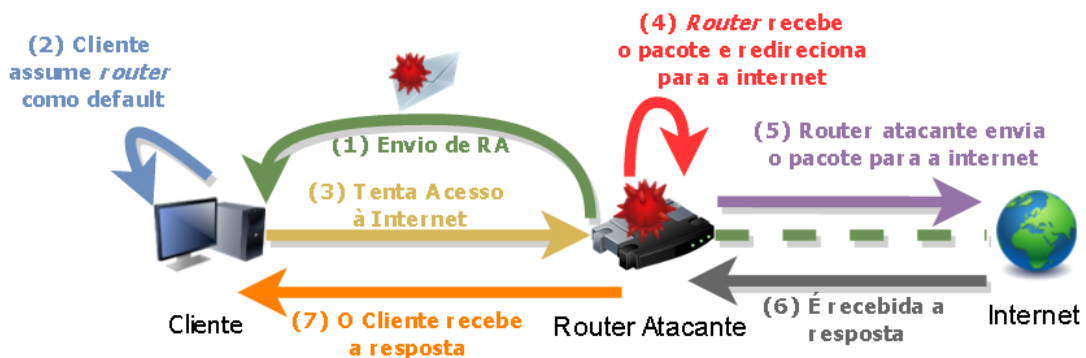 (2) Cliente
assume router
como default
(1) Envio de RA
(3) Tenta Acesso
à Internet
(4) Router recebe
o pacote e redireciona
para a internet
(5) Router atacante envia
o pacote para a internet
(6) É recebida a
resposta
(7) O Cliente recebe
a resposta
Cliente
Router Atacante
Internet